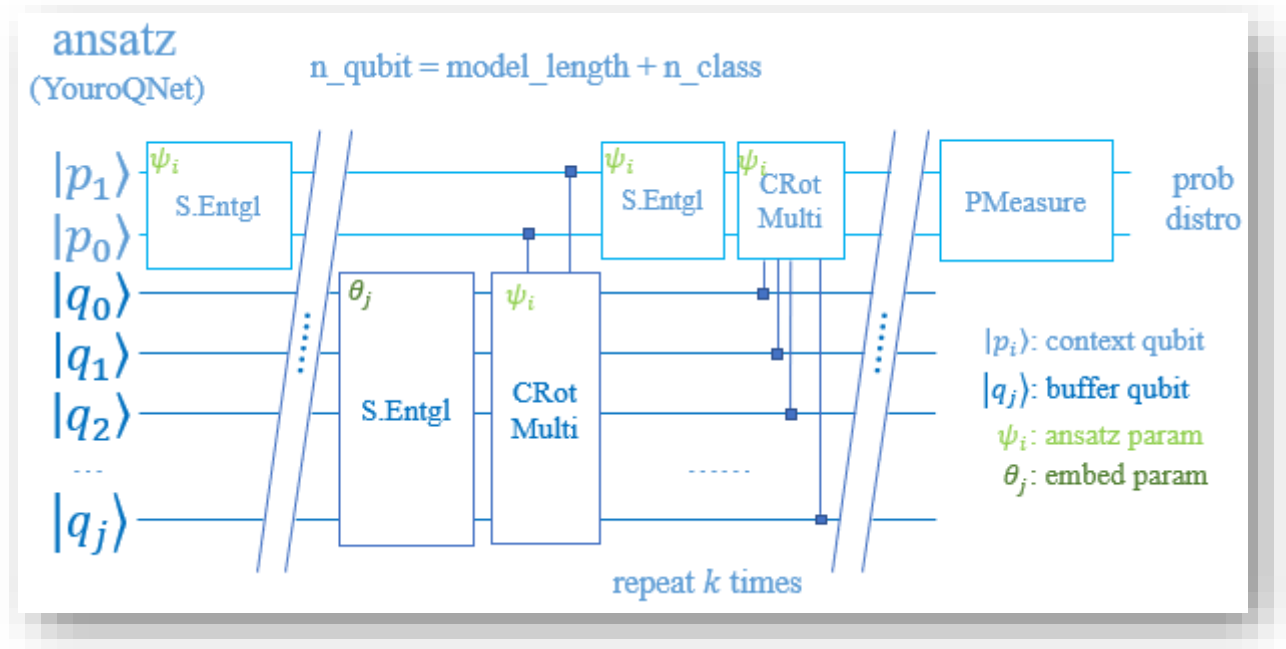 ansatz
(YouroQNet)
n_qubit = model_length + n_class
|p₁⟩
|p₀⟩
|q₀⟩
|q₁⟩
|q₂⟩
...
|qⱼ⟩
ψᵢ
S.Entgl
θⱼ
S.Entgl
ψᵢ
CRot
Multi
ψᵢ
S.Entgl
ψᵢ
CRot
Multi
PMeasure
prob
distro
|pᵢ⟩: context qubit
|qⱼ⟩: buffer qubit
ψᵢ: ansatz param
θⱼ: embed param
repeat k times